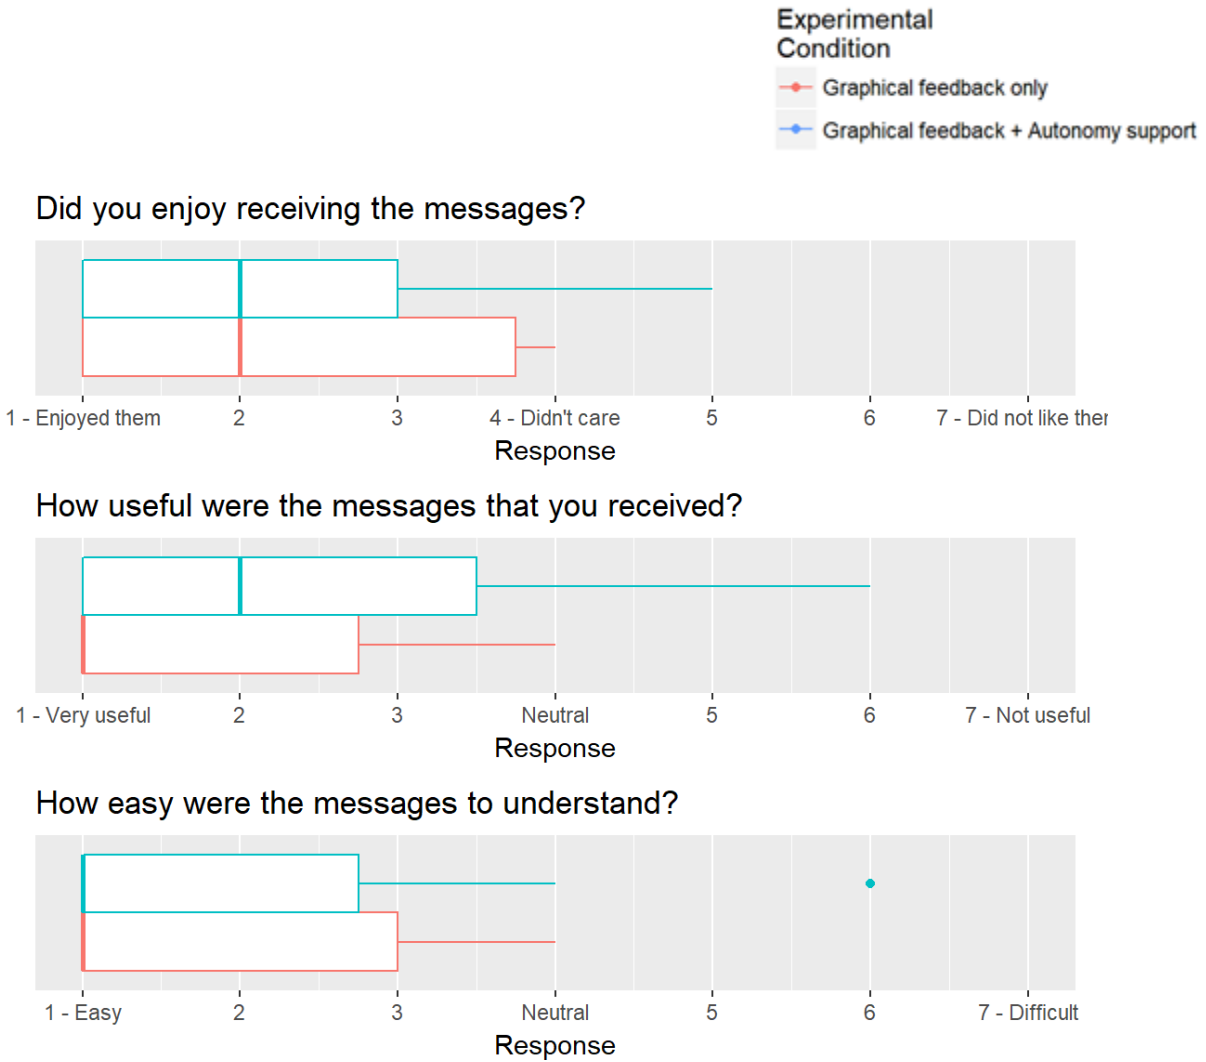 Experimental
Condition
Graphical feedback only
Graphical feedback + Autonomy support
Did you enjoy receiving the messages?
1 - Enjoyed them 2 3 4 - Didn't care 5 6 7 - Did not like ther
Response
How useful were the messages that you received?
1 - Very useful 2 3 Neutral 5 6 7 - Not useful
Response
How easy were the messages to understand?
1 - Easy 2 3 Neutral 5 6 7 - Difficult
Response